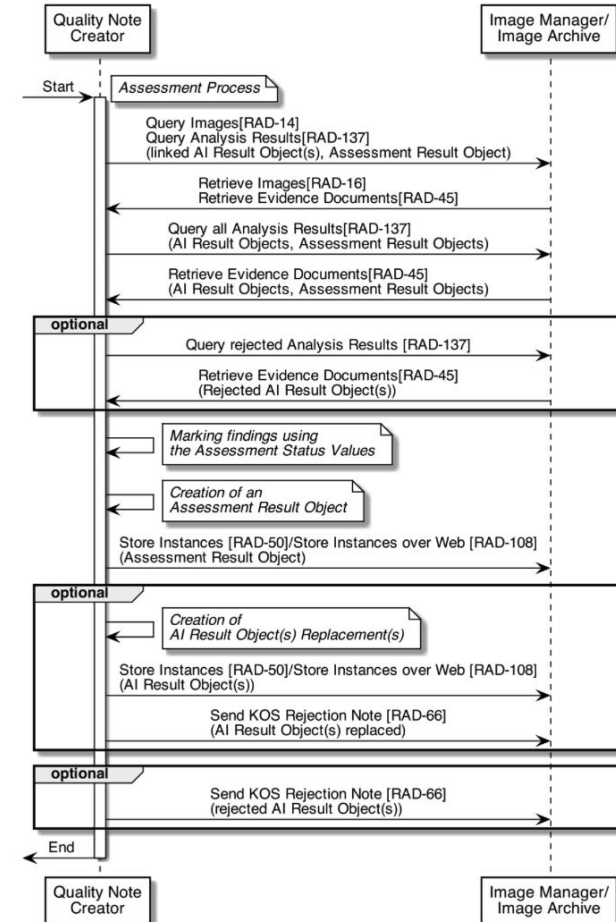 Quality Note
Creator
Image Manager/
Image Archive
Start
Assessment Process
Query Images[RAD-14]
Query Analysis Results[RAD-137]
(linked AI Result Object(s), Assessment Result Object)
Retrieve Images[RAD-16]
Retrieve Evidence Documents[RAD-45]
Query all Analysis Results[RAD-137]
(AI Result Objects, Assessment Result Objects)
Retrieve Evidence Documents[RAD-45]
(AI Result Objects, Assessment Result Objects)
optional
Query rejected Analysis Results [RAD-137]
Retrieve Evidence Documents[RAD-45]
(Rejected AI Result Object(s))
Marking findings using
the Assessment Status Values
Creation of an
Assessment Result Object
Store Instances [RAD-50]/Store Instances over Web [RAD-108]
(Assessment Result Object)
optional
Creation of
AI Result Object(s) Replacement(s)
Store Instances [RAD-50]/Store Instances over Web [RAD-108]
(AI Result Object(s))
Send KOS Rejection Note [RAD-66]
(AI Result Object(s) replaced)
optional
Send KOS Rejection Note [RAD-66]
(rejected AI Result Object(s))
End
Quality Note
Creator
Image Manager/
Image Archive